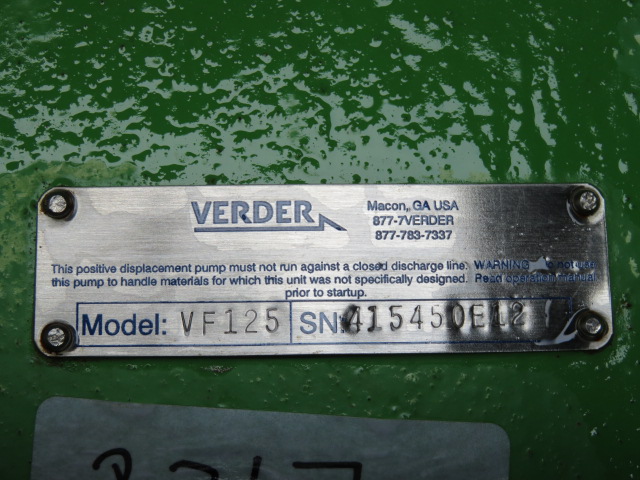 VERDER
Macon, GA USA
877-7VERDER
877-783-7337
This positive displacement pump must not run against a closed discharge line. WARNING Do not use
this pump to handle materials for which this unit was not specifically designed. Read operation manual
prior to startup.
Model: VF125 SN: 415450E12